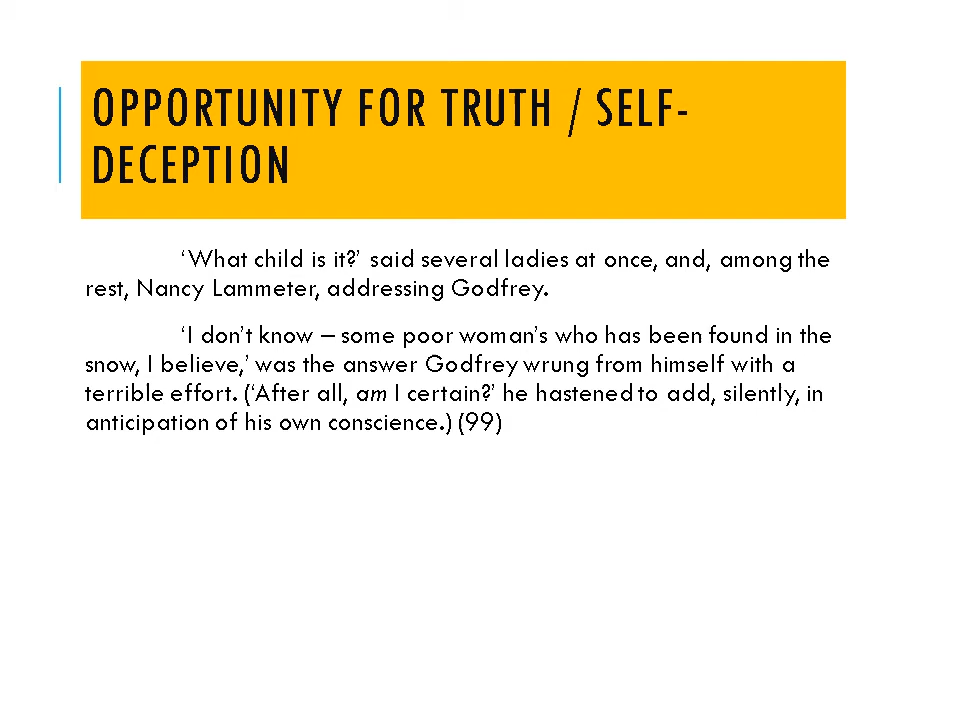 OPPORTUNITY FOR TRUTH / SELF-
DECEPTION
‘What child is it?’ said several ladies at once, and, among the
rest, Nancy Lammeter, addressing Godfrey.
‘I don’t know – some poor woman’s who has been found in the
snow, I believe,’ was the answer Godfrey wrung from himself with a
terrible effort. (‘After all, am I certain?’ he hastened to add, silently, in
anticipation of his own conscience.) (99)